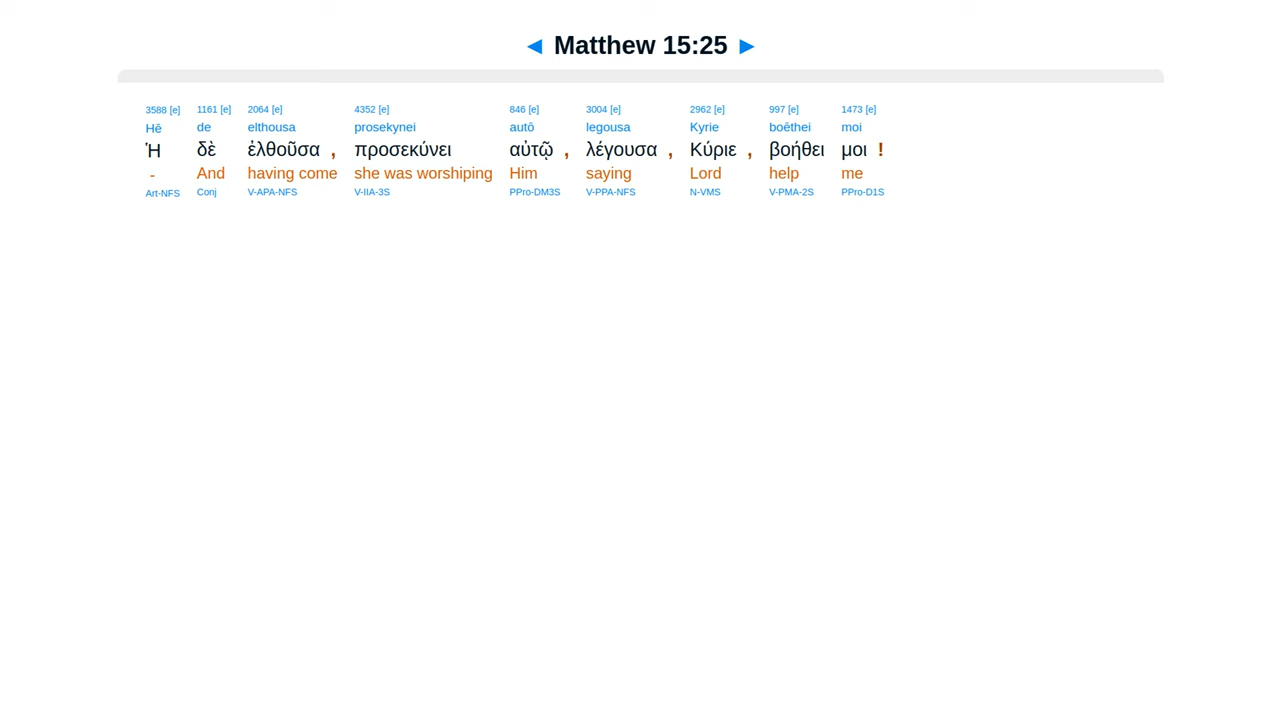 ◄ Matthew 15:25 ►
3588 [e] 1161 [e] 2064 [e] 4352 [e] 846 [e] 3004 [e] 2962 [e] 997 [e] 1473 [e]
Hē de elthousa prosekynei autō legousa Kyrie boēthei moi
Ἡ δὲ ἐλθοῦσα , προσεκύνει αὐτῷ , λέγουσα , Κύριε , βοήθει μοι !
- And having come she was worshiping Him saying Lord help me
Art-NFS Conj V-APA-NFS V-IIA-3S PPro-DM3S V-PPA-NFS N-VMS V-PMA-2S PPro-D1S